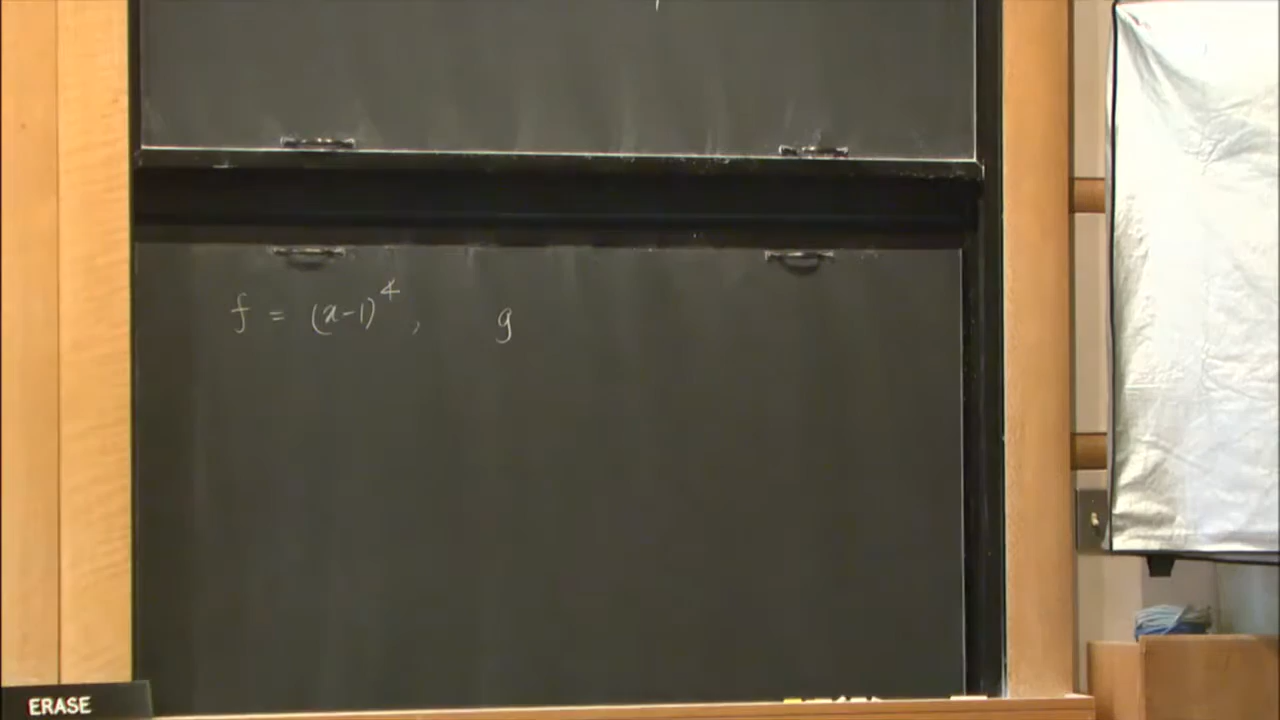 f = (x-1)^4, g
ERASE